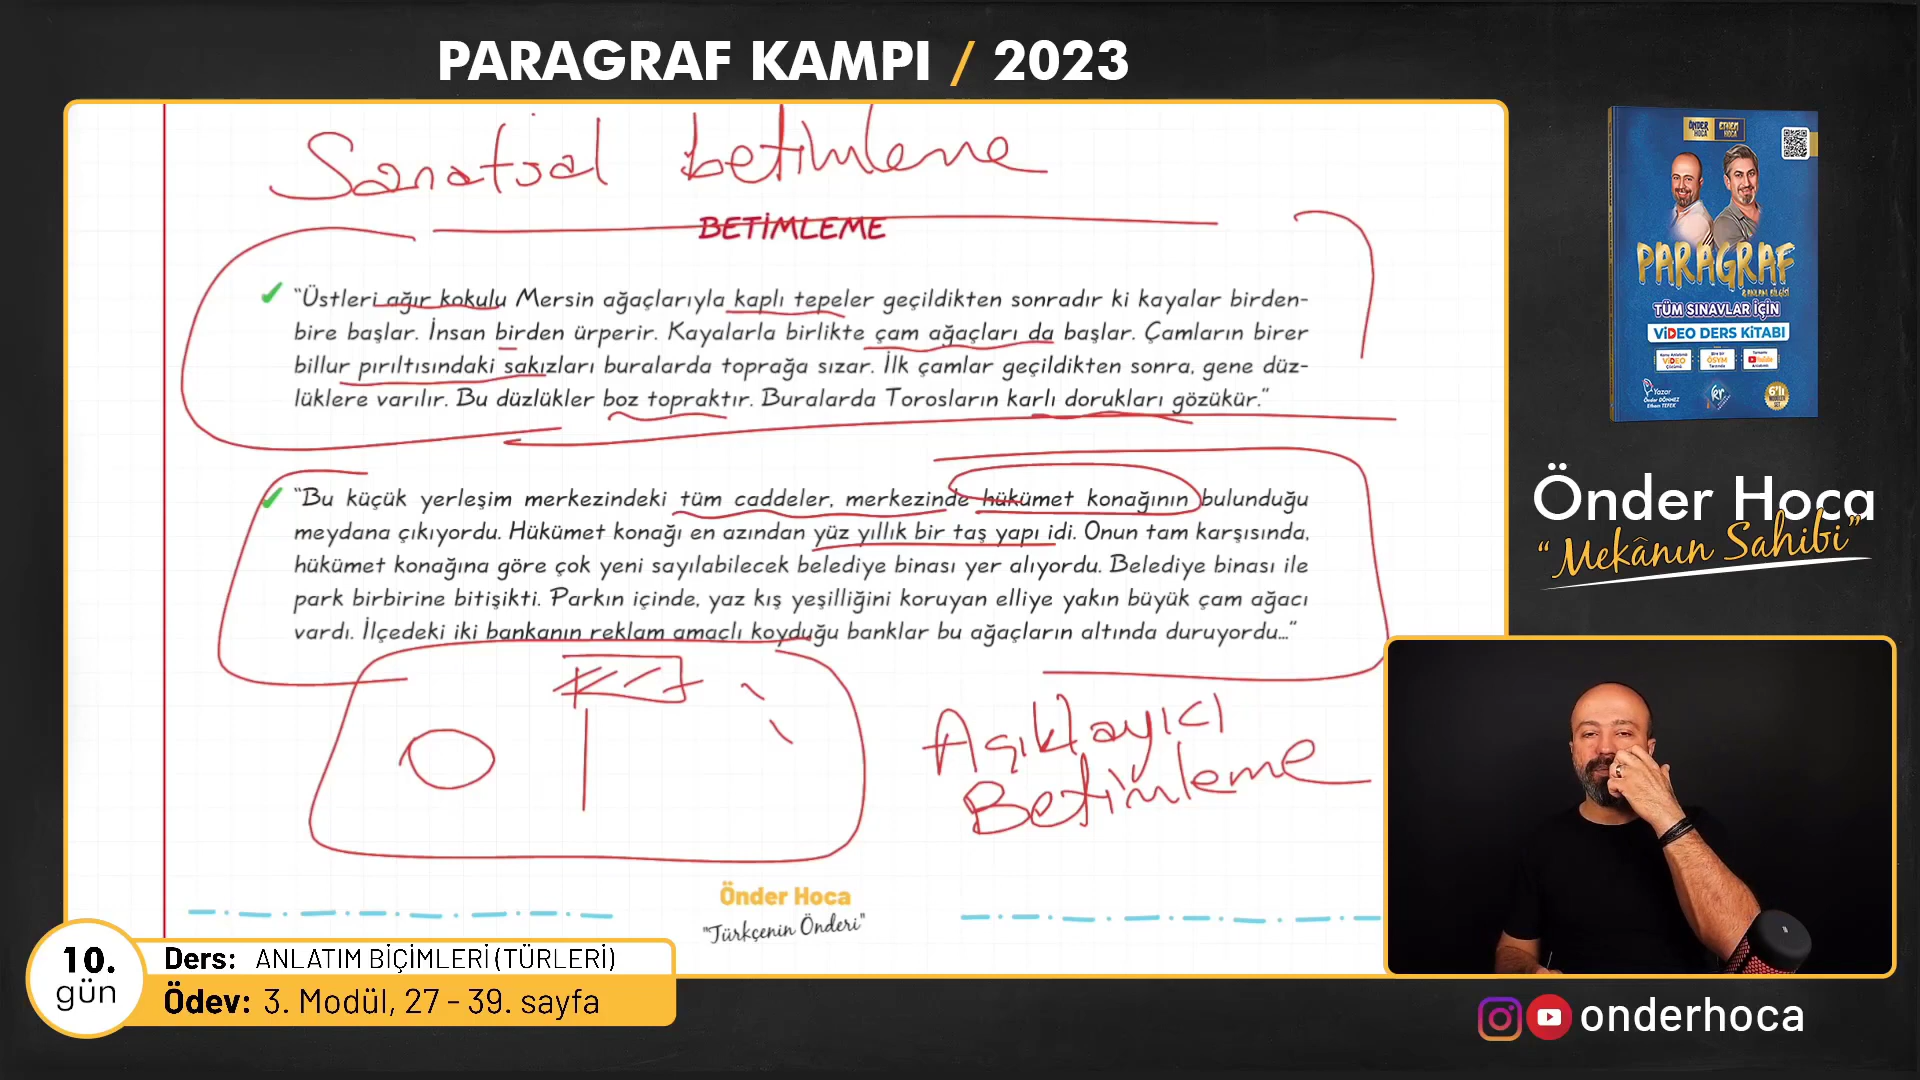 PARAGRAF KAMPI / 2023
Sanatsal betimleme
BETİMLEME
"Üstleri ağır kokulu Mersin ağaçlarıyla kaplı tepeler geçildikten sonradır ki kayalar birden-
bire başlar. İnsan birden ürperir. Kayalarla birlikte çam ağaçları da başlar. Çamların birer
billur pırıltısındaki sakızları buralarda toprağa sızar. İlk çamlar geçildikten sonra, gene düz-
lüklere varılır. Bu düzlükler boz topraktır. Buralarda Torosların karlı dorukları gözükür."
"Bu küçük yerleşim merkezindeki tüm caddeler, merkezinde hükümet konağının bulunduğu
meydana çıkıyordu. Hükümet konağı en azından yüz yıllık bir taş yapı idi. Onun tam karşısında,
hükümet konağına göre çok yeni sayılabilecek belediye binası yer alıyordu. Belediye binası ile
park birbirine bitişikti. Parkın içinde, yaz kış yeşilliğini koruyan elliye yakın büyük çam ağacı
vardı. İlçedeki iki bankanın reklam amaçlı koyduğu banklar bu ağaçların altında duruyordu..."
Açıklayıcı
Betimleme
Önder Hoca
"Türkçenin Önderi"
10.
gün
Ders: ANLATIM BİÇİMLERİ (TÜRLERİ)
Ödev: 3. Modül, 27 - 39. sayfa
ÖNDER HOCA
ETHEM HOCA
PARAGRAF
TÜM SINAVLAR İÇİN
VİDEO DERS KİTABI
Önder Hoca
"Mekânın Sahibi"
onderhoca